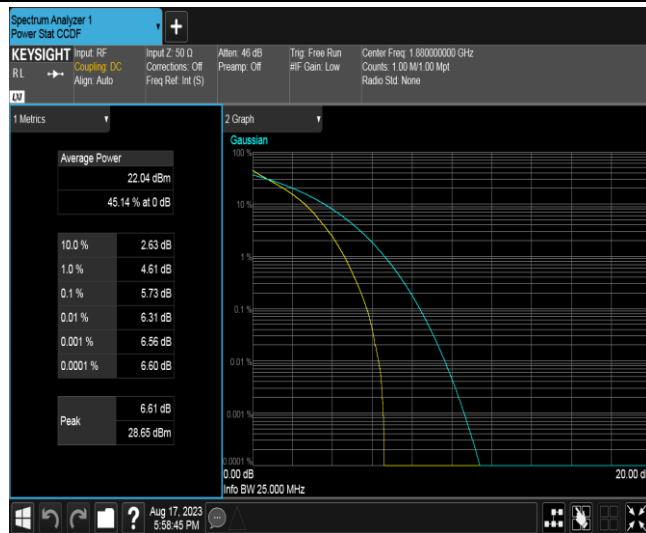 Spectrum Analyzer 1
Power Stat CCDF
+
KEYSIGHT
RL
LXI
Input: RF
Coupling: DC
Align: Auto
Input Z: 50 Ω
Corrections: Off
Freq Ref: Int (S)
Atten: 46 dB
Preamp: Off
Trig: Free Run
#IF Gain: Low
Center Freq: 1.880000000 GHz
Counts: 1.00 M/1.00 Mpt
Radio Std: None
1 Metrics
Average Power
22.04 dBm
45.14 % at 0 dB
10.0 % 2.63 dB
1.0 % 4.61 dB
0.1 % 5.73 dB
0.01 % 6.31 dB
0.001 % 6.56 dB
0.0001 % 6.60 dB
Peak
6.61 dB
28.65 dBm
2 Graph
Gaussian
100 %
10 %
1 %
0.1 %
0.01 %
0.001 %
0.0001 %
0.00 dB 20.00 d
Info BW 25.000 MHz
?
Aug 17, 2023
5:58:45 PM